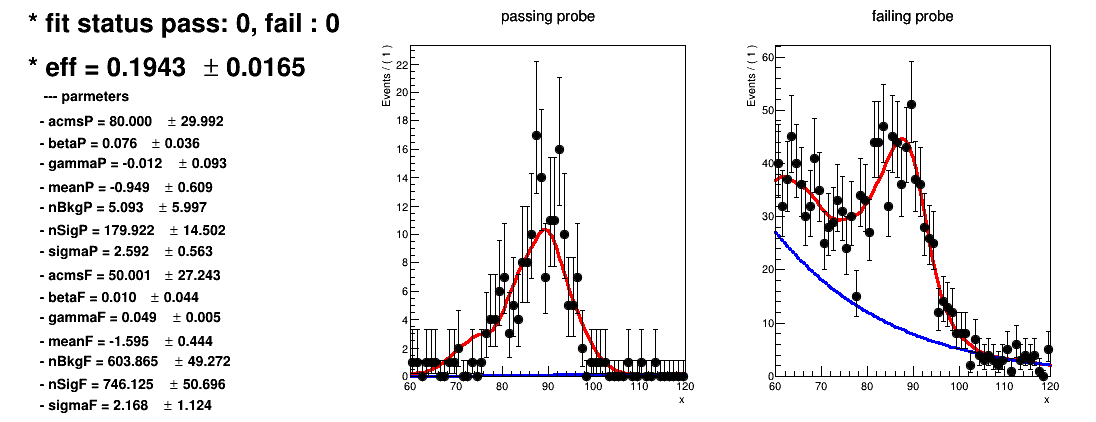 * fit status pass: 0, fail : 0
* eff = 0.1943 ± 0.0165
--- parmeters
- acmsP = 80.000 ± 29.992
- betaP = 0.076 ± 0.036
- gammaP = -0.012 ± 0.093
- meanP = -0.949 ± 0.609
- nBkgP = 5.093 ± 5.997
- nSigP = 179.922 ± 14.502
- sigmaP = 2.592 ± 0.563
- acmsF = 50.001 ± 27.243
- betaF = 0.010 ± 0.044
- gammaF = 0.049 ± 0.005
- meanF = -1.595 ± 0.444
- nBkgF = 603.865 ± 49.272
- nSigF = 746.125 ± 50.696
- sigmaF = 2.168 ± 1.124
passing probe
Events / ( 1 )
22
20
18
16
14
12
10
8
6
4
2
0
60 70 80 90 100 110 120
x
failing probe
Events / ( 1 )
60
50
40
30
20
10
0
60 70 80 90 100 110 120
x